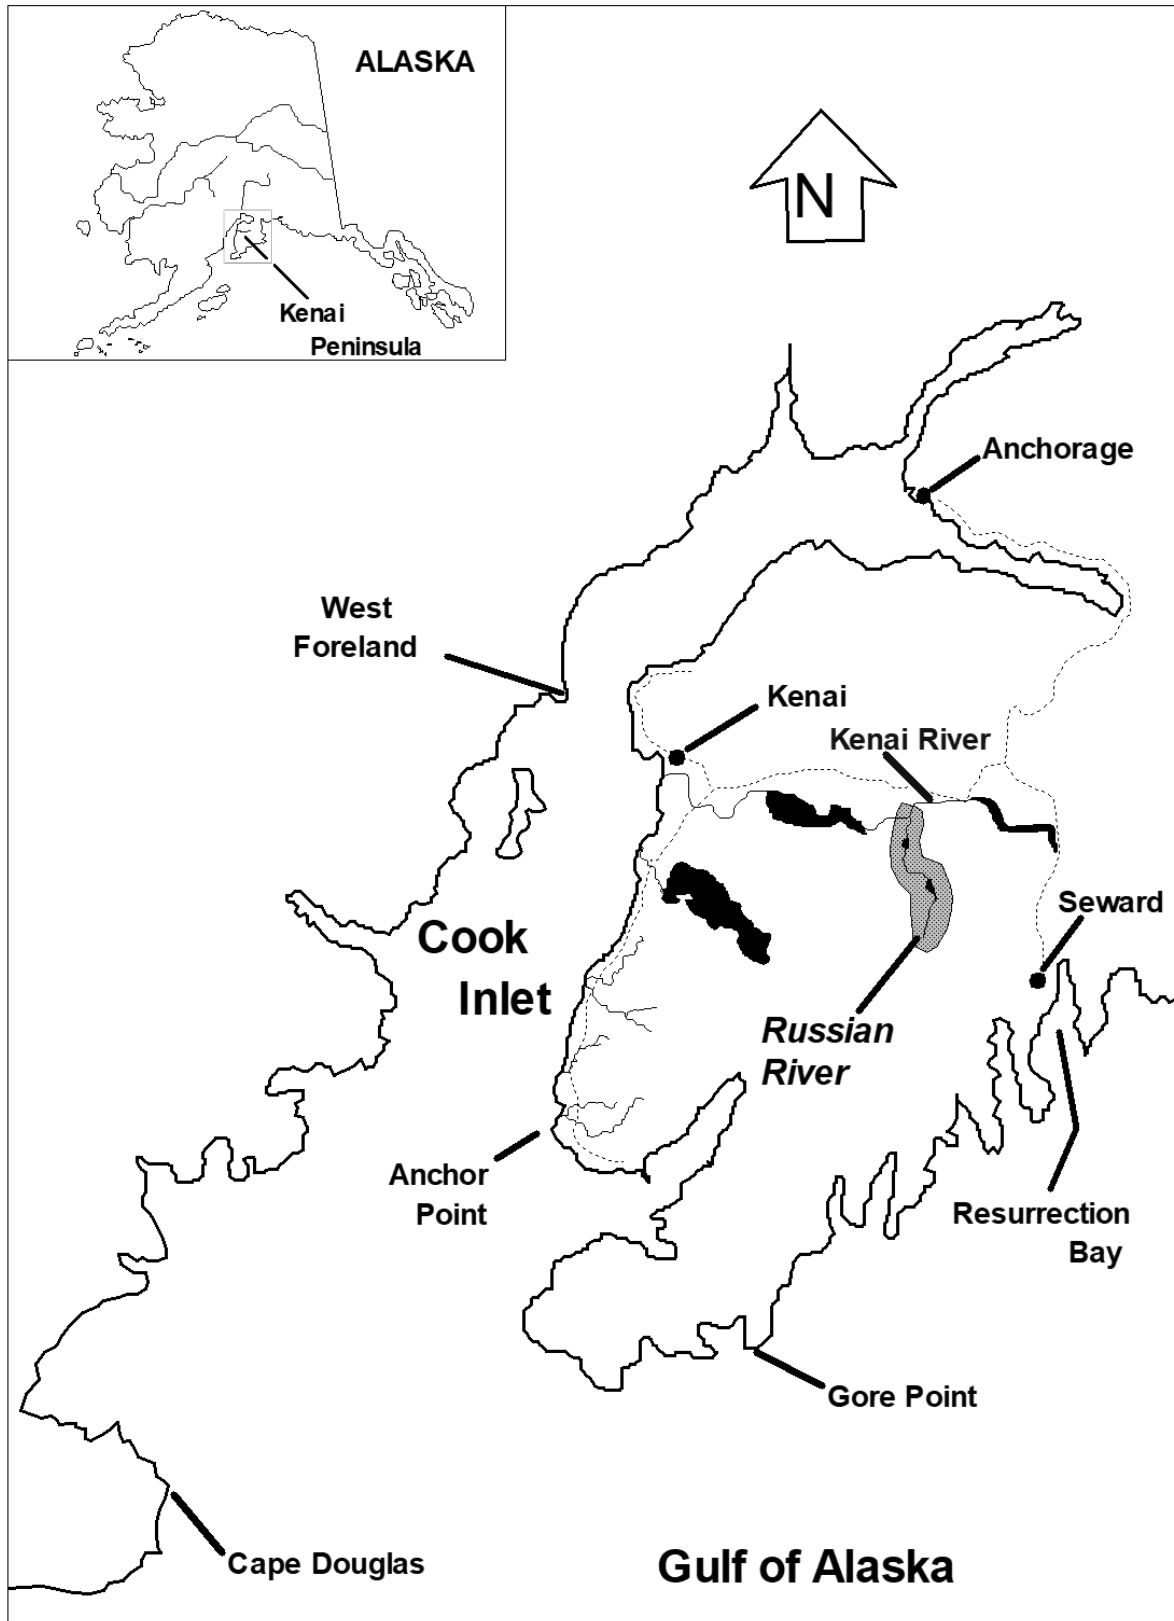 ALASKA
Kenai
Peninsula
N
Anchorage
West
Foreland
Kenai
Kenai River
Seward
Cook
Inlet
Russian
River
Anchor
Point
Resurrection
Bay
Gore Point
Cape Douglas
Gulf of Alaska